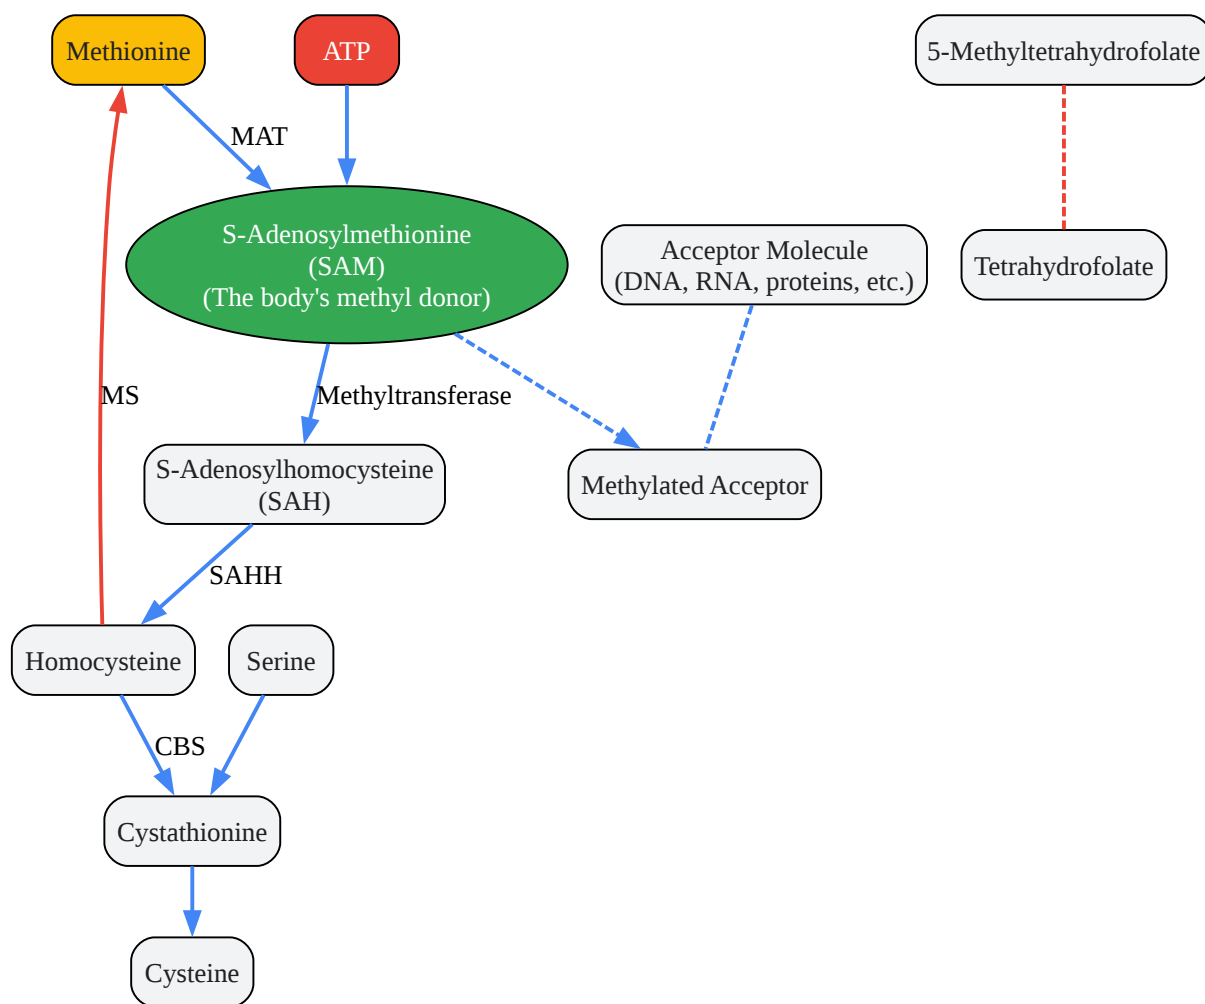 Methionine
ATP
5-Methyltetrahydrofolate
MAT
S-Adenosylmethionine
(SAM)
(The body's methyl donor)
Acceptor Molecule
(DNA, RNA, proteins, etc.)
Tetrahydrofolate
MS
Methyltransferase
S-Adenosylhomocysteine
(SAH)
Methylated Acceptor
SAHH
Homocysteine
Serine
CBS
Cystathionine
Cysteine